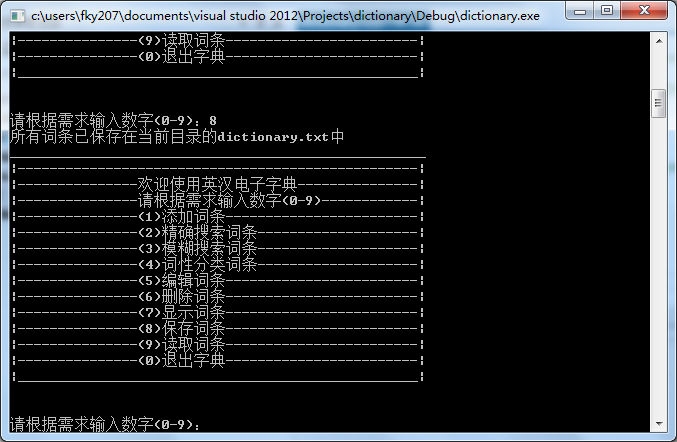 c:\users\fky207\documents\visual studio 2012\Projects\dictionary\Debug\dictionary.exe
¦---------------(9)读取词条------------------------¦
¦---------------(0)退出字典------------------------¦
¦__________________________________________________¦
请根据需求输入数字(0-9)：8
所有词条已保存在当前目录的dictionary.txt中
____________________________________________________
¦--------------------------------------------------¦
¦---------------欢迎使用英汉电子字典---------------¦
¦---------------请根据需求输入数字(0-9)------------¦
¦---------------(1)添加词条------------------------¦
¦---------------(2)精确搜索词条--------------------¦
¦---------------(3)模糊搜索词条--------------------¦
¦---------------(4)词性分类词条--------------------¦
¦---------------(5)编辑词条------------------------¦
¦---------------(6)删除词条------------------------¦
¦---------------(7)显示词条------------------------¦
¦---------------(8)保存词条------------------------¦
¦---------------(9)读取词条------------------------¦
¦---------------(0)退出字典------------------------¦
¦__________________________________________________¦
请根据需求输入数字(0-9)：